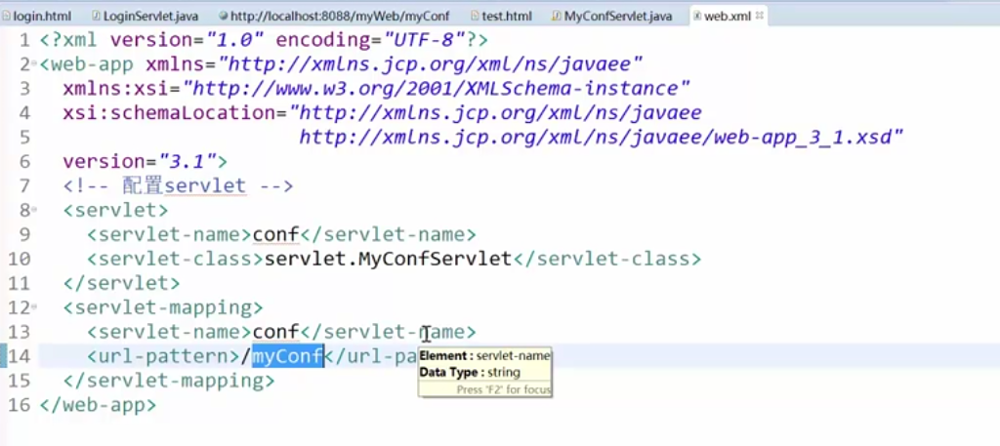 login.html LoginServlet.java http://localhost:8088/myWeb/myConf test.html MyConfServlet.java web.xml
1 <?xml version="1.0" encoding="UTF-8"?>
2 <web-app xmlns="http://xmlns.jcp.org/xml/ns/javaee"
3 xmlns:xsi="http://www.w3.org/2001/XMLSchema-instance"
4 xsi:schemaLocation="http://xmlns.jcp.org/xml/ns/javaee
5 http://xmlns.jcp.org/xml/ns/javaee/web-app_3_1.xsd"
6 version="3.1">
7 <!-- 配置servlet -->
8 <servlet>
9 <servlet-name>conf</servlet-name>
10 <servlet-class>servlet.MyConfServlet</servlet-class>
11 </servlet>
12 <servlet-mapping>
13 <servlet-name>conf</servlet-name>
14 <url-pattern>/myConf</url-pa
Element : servlet-name
Data Type : string
Press 'F2' for focus
15 </servlet-mapping>
16 </web-app>